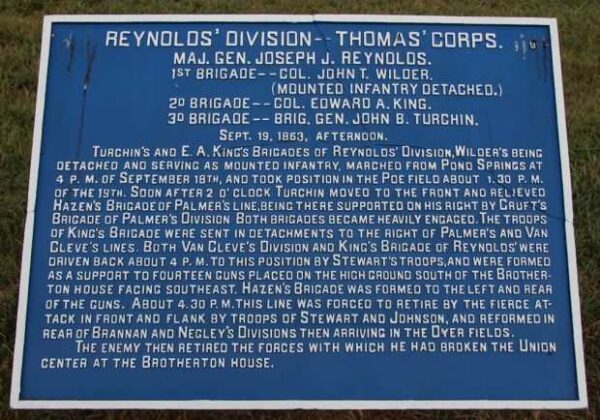 REYNOLDS' DIVISION-- THOMAS' CORPS.
MAJ. GEN. JOSEPH J. REYNOLDS.
1ST BRIGADE--COL. JOHN T. WILDER.
(MOUNTED INFANTRY DETACHED.)
2D BRIGADE--COL. EDWARD A. KING.
3D BRIGADE--BRIG. GEN. JOHN B. TURCHIN.
SEPT. 19, 1863, AFTERNOON.
TURCHIN'S AND E. A. KING'S BRIGADES OF REYNOLDS' DIVISION, WILDER'S BEING
DETACHED AND SERVING AS MOUNTED INFANTRY, MARCHED FROM POND SPRINGS AT
4 P. M. OF SEPTEMBER 18TH, AND TOOK POSITION IN THE POE FIELD ABOUT 1.30 P. M.
OF THE 19TH. SOON AFTER 2 O'CLOCK TURCHIN MOVED TO THE FRONT AND RELIEVED
HAZEN'S BRIGADE OF PALMER'S LINE, BEING THERE SUPPORTED ON HIS RIGHT BY CRUFT'S
BRIGADE OF PALMER'S DIVISION. BOTH BRIGADES BECAME HEAVILY ENGAGED. THE TROOPS
OF KING'S BRIGADE WERE SENT IN DETACHMENTS TO THE RIGHT OF PALMER'S AND VAN
CLEVE'S LINES. BOTH VAN CLEVE'S DIVISION AND KING'S BRIGADE OF REYNOLDS' WERE
DRIVEN BACK ABOUT 4 P. M. TO THIS POSITION BY STEWART'S TROOPS, AND WERE FORMED
AS A SUPPORT TO FOURTEEN GUNS PLACED ON THE HIGH GROUND SOUTH OF THE BROTHER-
TON HOUSE FACING SOUTHEAST. HAZEN'S BRIGADE WAS FORMED TO THE LEFT AND REAR
OF THE GUNS. ABOUT 4.30 P. M. THIS LINE WAS FORCED TO RETIRE BY THE FIERCE AT-
TACK IN FRONT AND FLANK BY TROOPS OF STEWART AND JOHNSON, AND REFORMED IN
REAR OF BRANNAN AND NEGLEY'S DIVISIONS THEN ARRIVING IN THE DYER FIELDS.
THE ENEMY THEN RETIRED THE FORCES WITH WHICH HE HAD BROKEN THE UNION
CENTER AT THE BROTHERTON HOUSE.